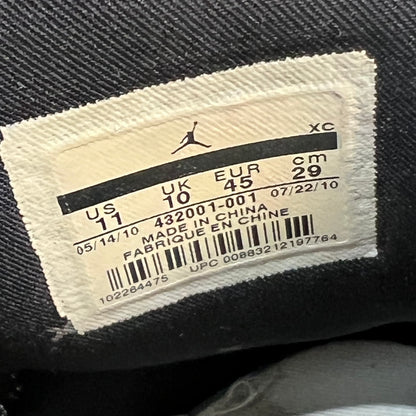 XC
US UK EUR cm
11 10 45 29
05/14/10 432001-001 07/22/10
MADE IN CHINA
FABRIQUE EN CHINE
102264475 UPC 00883212197764